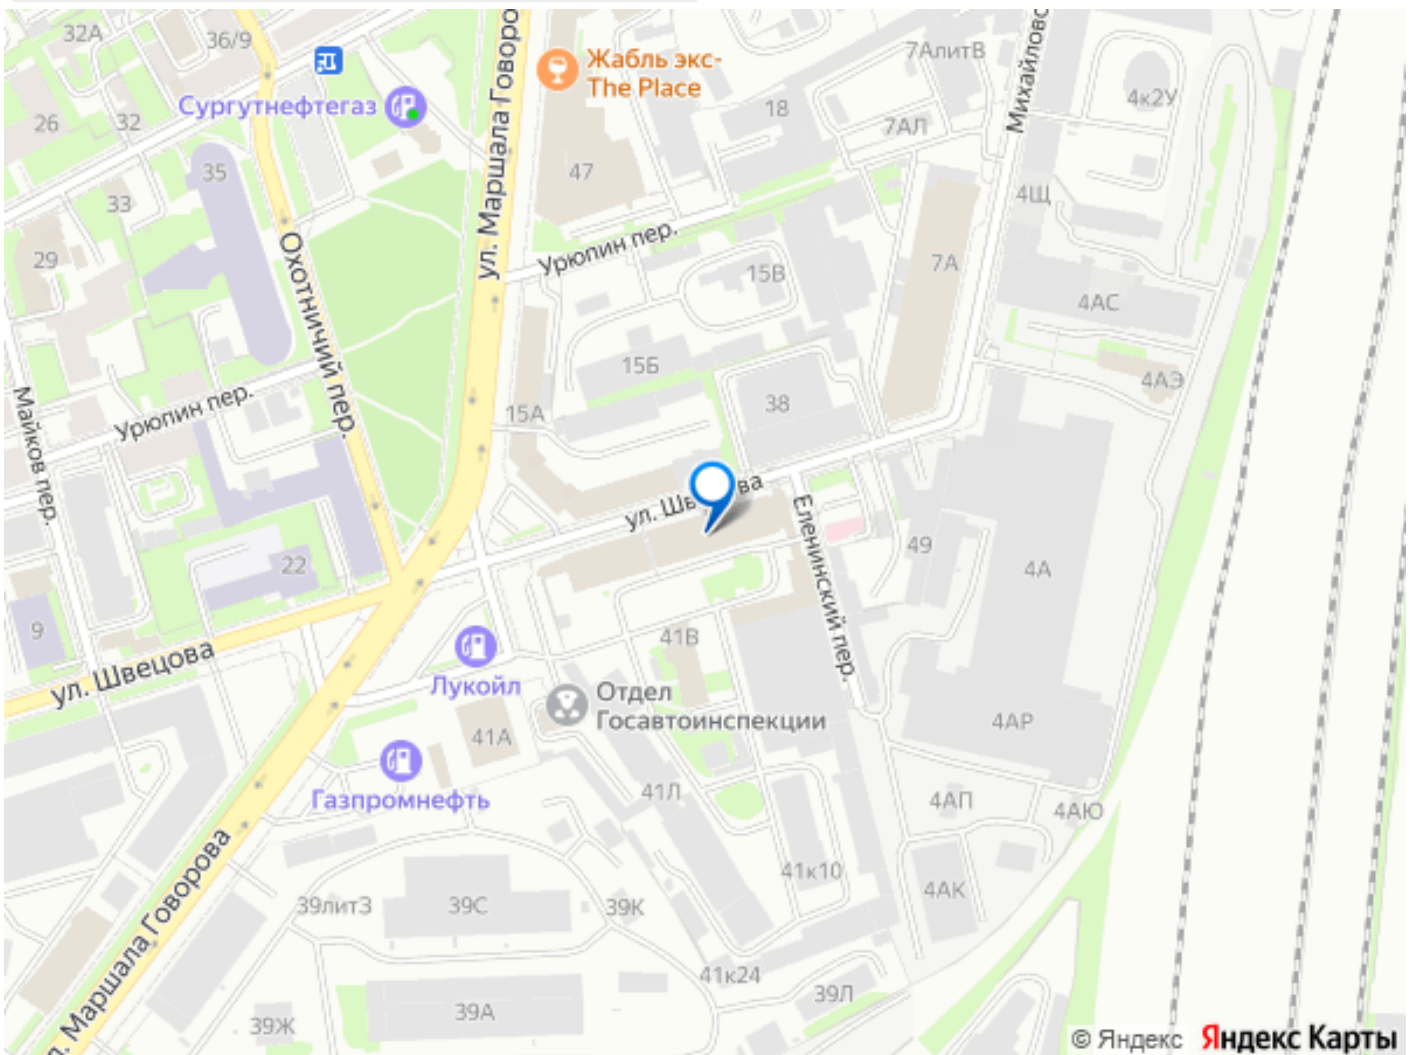 32А
36/9
ул. Маршала Говоро
Жабль экс-
The Place
7АлитВ
Михайловс
4к2У
Сургутнефтегаз
26
32
18
7АЛ
35
47
33
4Щ
29
Охотничий пер.
Урюпин пер.
15В
7А
4АС
15Б
4АЭ
Майков пер.
Урюпин пер.
15А
38
ул. Шв
ва
Еленинский пер.
49
4А
22
9
ул. Швецова
41В
Лукойл
Отдел
Госавтоинспекции
41А
4АР
Газпромнефть
41Л
4АП
4АЮ
41к10
4АК
ул. Маршала Говорова
39литЗ
39С
39К
41к24
39Л
39Ж
39А
© Яндекс Яндекс Карты